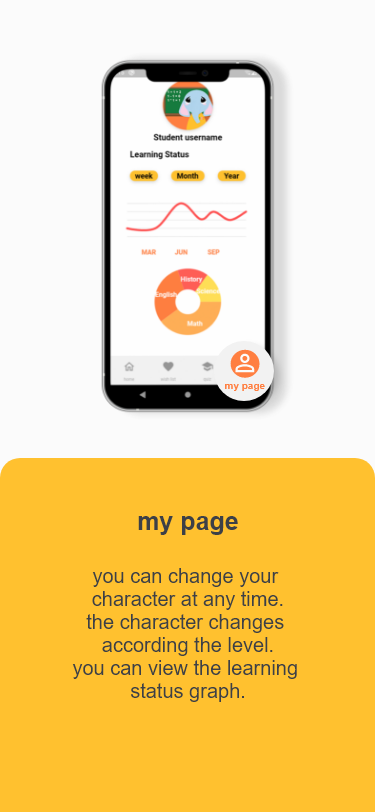 Student username
Learning Status
week Month Year
MAR JUN SEP
History
English
Math
my page
my page
you can change your
character at any time.
the character changes
according the level.
you can view the learning
status graph.